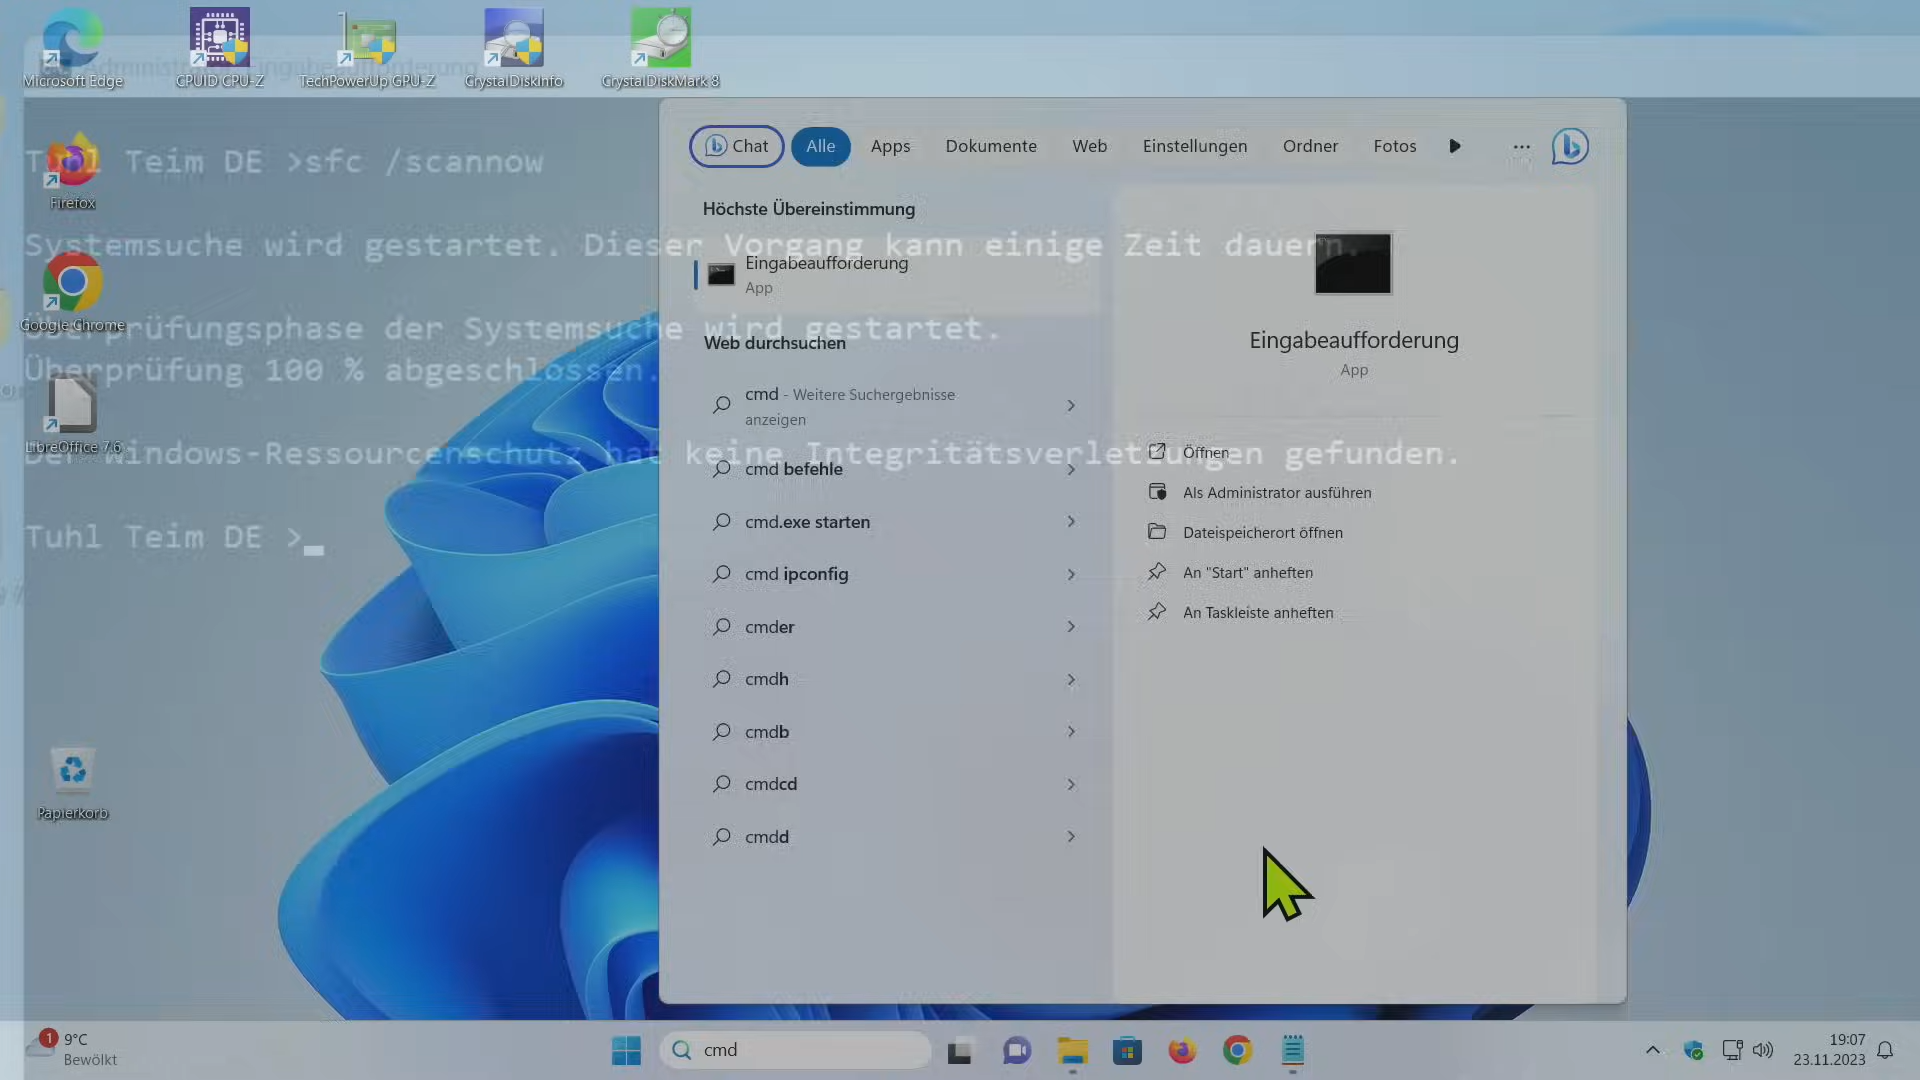 Microsoft Edge
CPUID CPU-Z
TechPowerUp GPU-Z
CrystalDiskInfo
CrystalDiskMark 8
Administrator: Eingabeaufforderung
Firefox
Google Chrome
LibreOffice 7.6
Papierkorb
Tuhl Teim DE >sfc /scannow
Systemsuche wird gestartet. Dieser Vorgang kann einige Zeit dauern.
Überprüfungsphase der Systemsuche wird gestartet.
Überprüfung 100 % abgeschlossen.
Der Windows-Ressourcenschutz hat keine Integritätsverletzungen gefunden.
Tuhl Teim DE >
Chat
Alle
Apps
Dokumente
Web
Einstellungen
Ordner
Fotos
Höchste Übereinstimmung
Eingabeaufforderung
App
Web durchsuchen
cmd - Weitere Suchergebnisse
anzeigen
cmd befehle
cmd.exe starten
cmd ipconfig
cmder
cmdh
cmdb
cmdcd
cmdd
Eingabeaufforderung
App
Öffnen
Als Administrator ausführen
Dateispeicherort öffnen
An "Start" anheften
An Taskleiste anheften
1
9°C
Bewölkt
cmd
19:07
23.11.2023